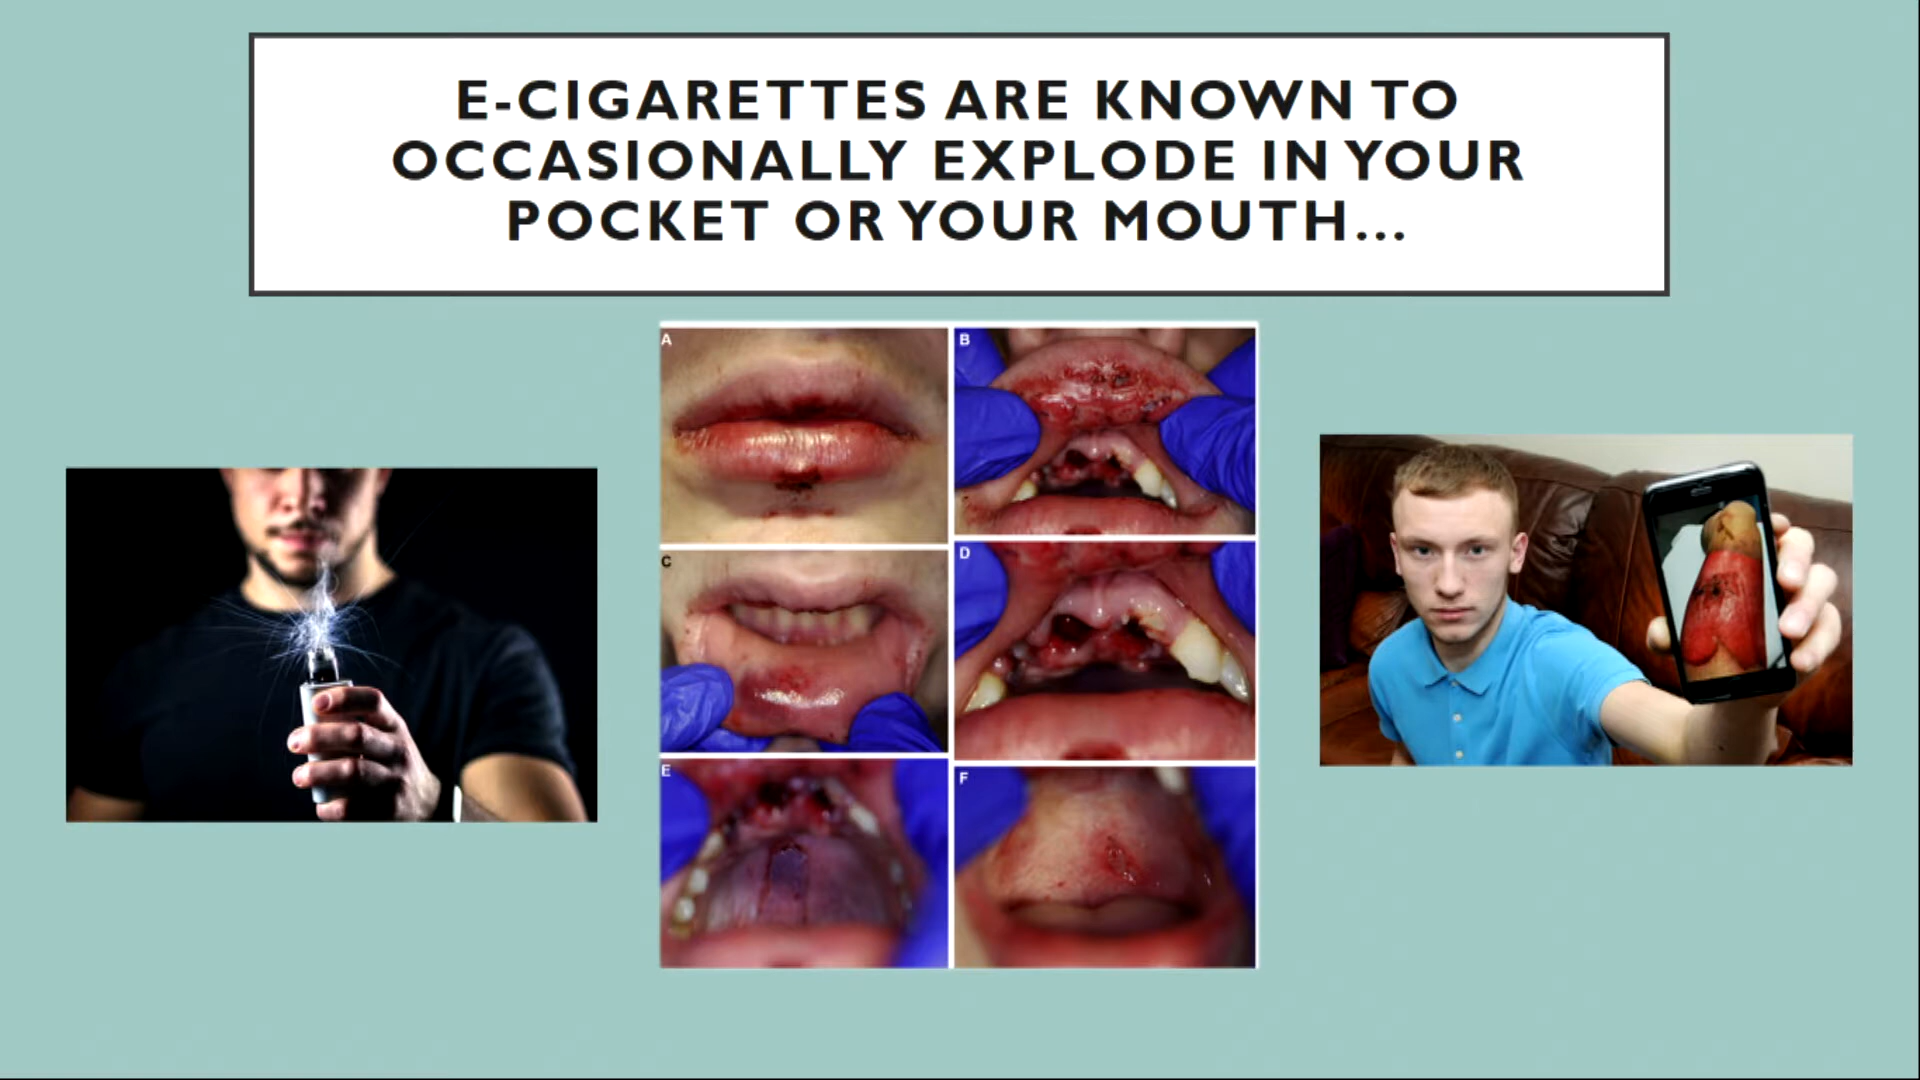 E-CIGARETTES ARE KNOWN TO
OCCASIONALLY EXPLODE IN YOUR
POCKET OR YOUR MOUTH...
A
B
C
D
E
F